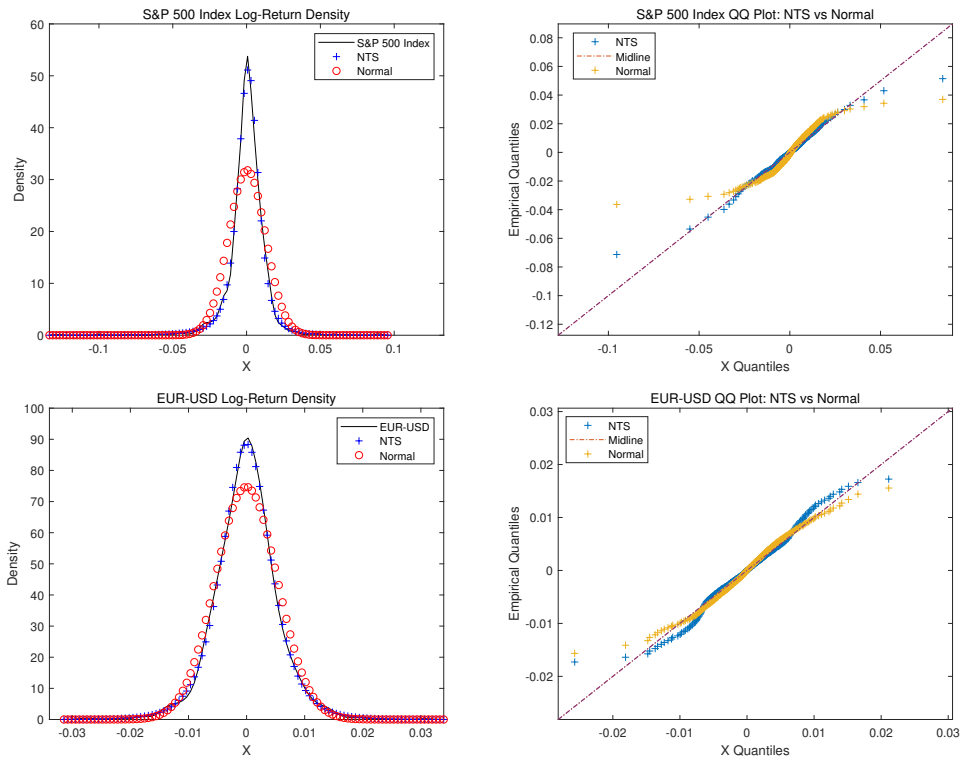 S&P 500 Index Log-Return Density
60
50
40
30
20
10
0
Density
-0.1
-0.05
0
0.05
0.1
X
S&P 500 Index
NTS
Normal
S&P 500 Index QQ Plot: NTS vs Normal
0.08
0.06
0.04
0.02
0
-0.02
-0.04
-0.06
-0.08
-0.1
-0.12
Empirical Quantiles
-0.1
-0.05
0
0.05
X Quantiles
NTS
Midline
Normal
EUR-USD Log-Return Density
100
90
80
70
60
50
40
30
20
10
0
Density
-0.03
-0.02
-0.01
0
0.01
0.02
0.03
X
EUR-USD
NTS
Normal
EUR-USD QQ Plot: NTS vs Normal
0.03
0.02
0.01
0
-0.01
-0.02
Empirical Quantiles
-0.02
-0.01
0
0.01
0.02
0.03
X Quantiles
NTS
Midline
Normal